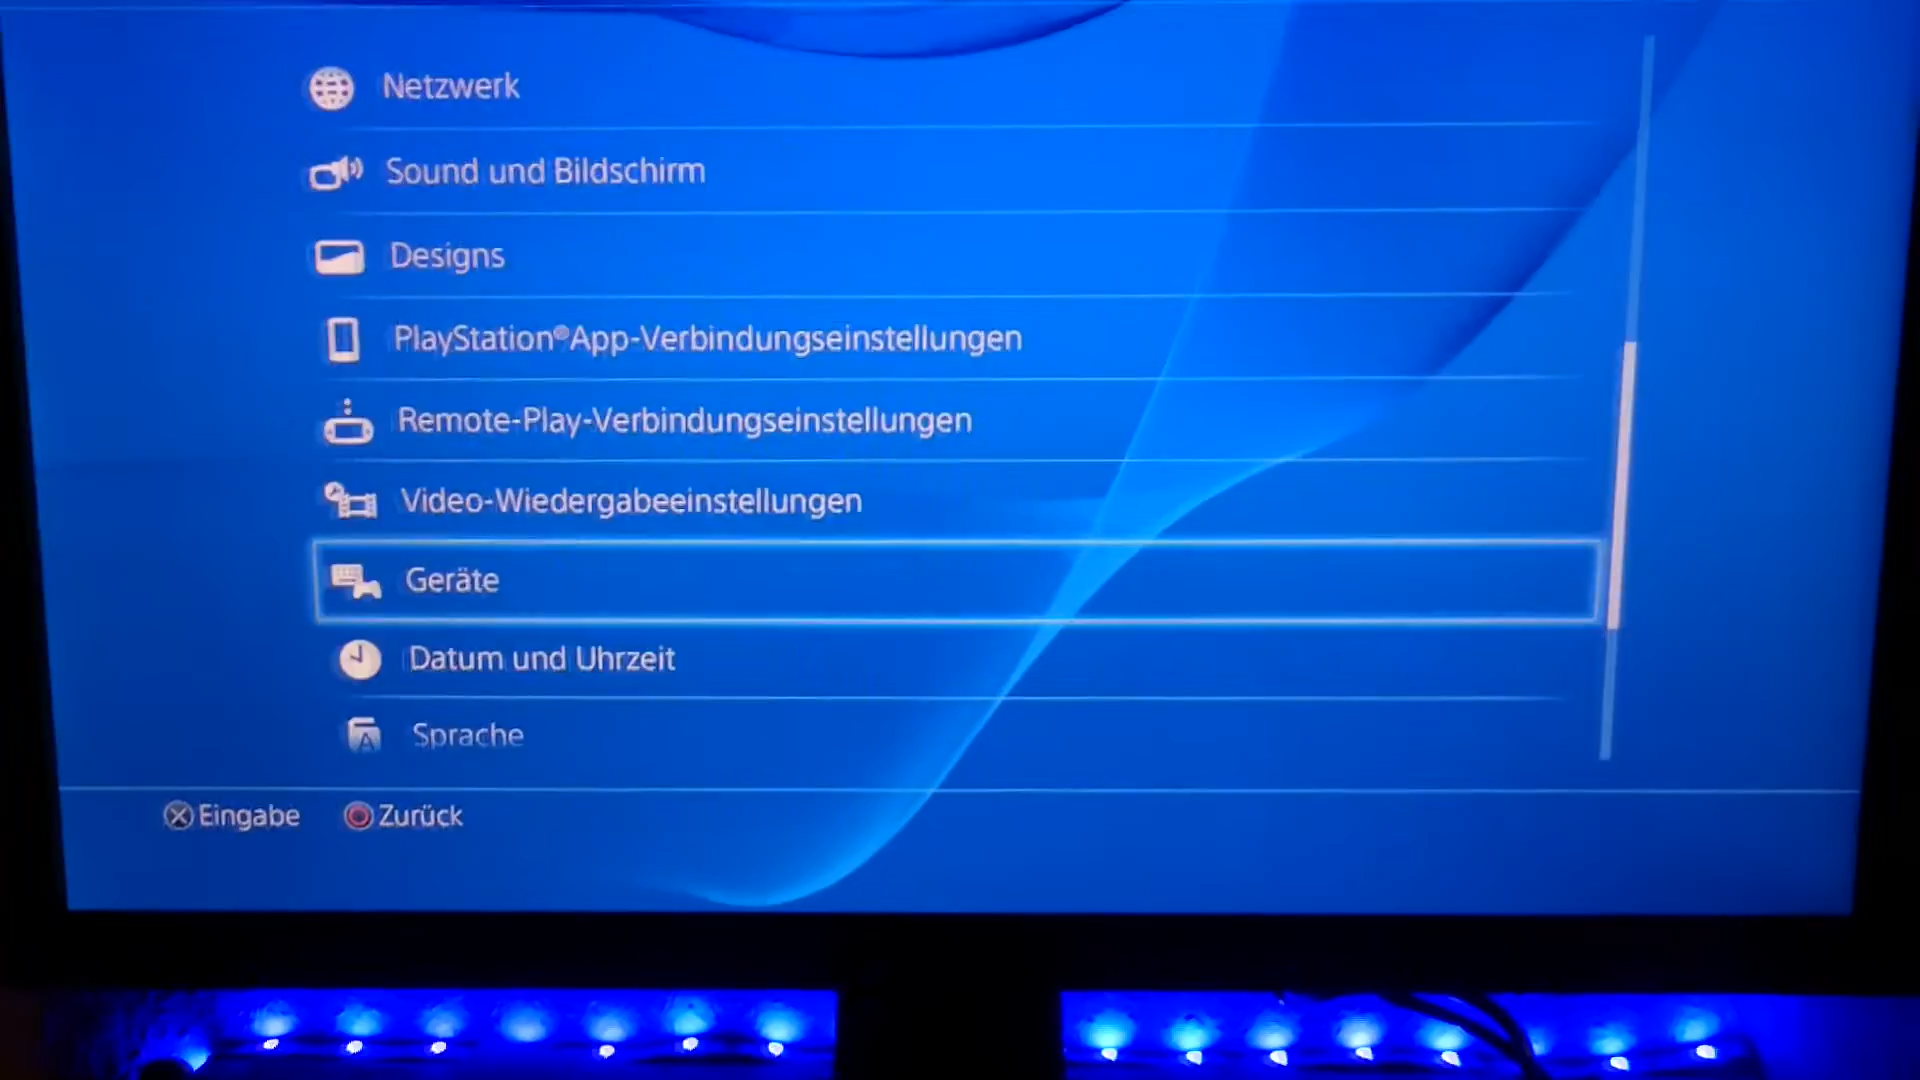 Netzwerk
Sound und Bildschirm
Designs
PlayStation®App-Verbindungseinstellungen
Remote-Play-Verbindungseinstellungen
Video-Wiedergabeeinstellungen
Geräte
Datum und Uhrzeit
Sprache
Eingabe Zurück